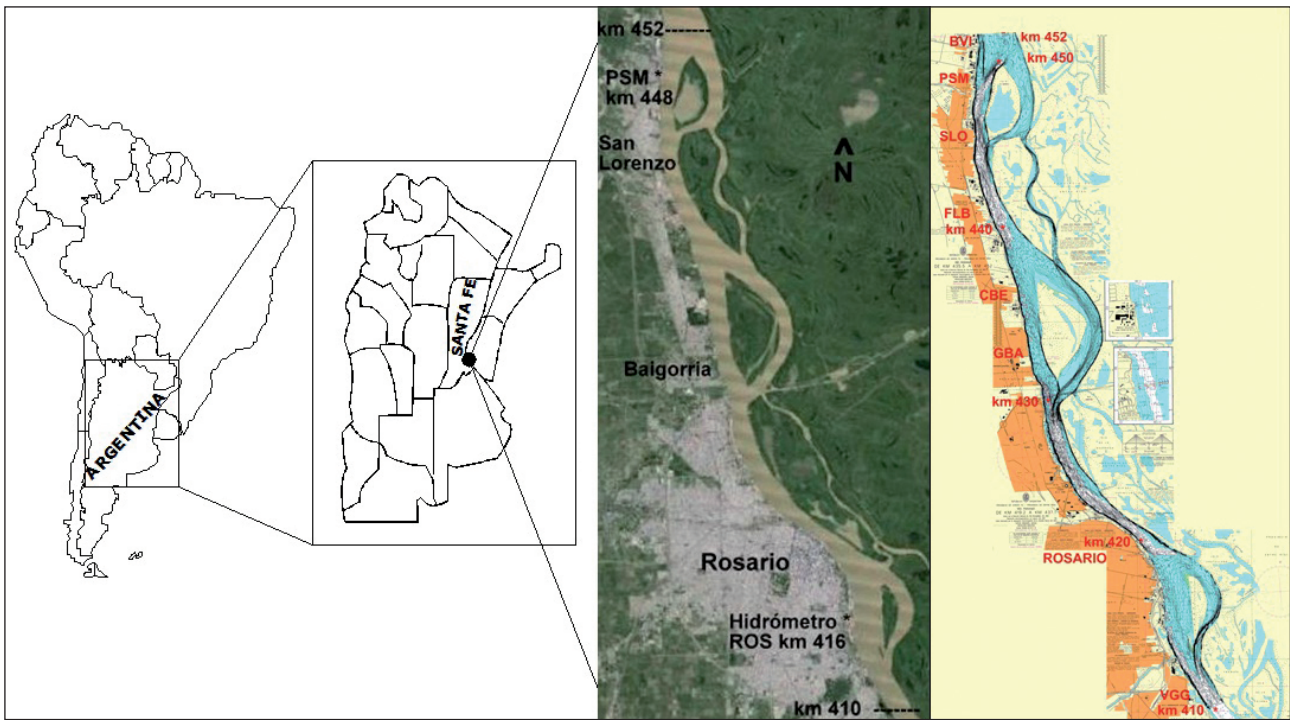 ARGENTINA
SANTA FE
km 452
PSM *
km 448
San
Lorenzo
N
Baigorria
Rosario
Hidrómetro *
ROS km 416
km 410
BVI
km 452
km 450
PSM
SLO
FLB
km 440
CBE
GBA
km 430
km 420
ROSARIO
VGG
km 410